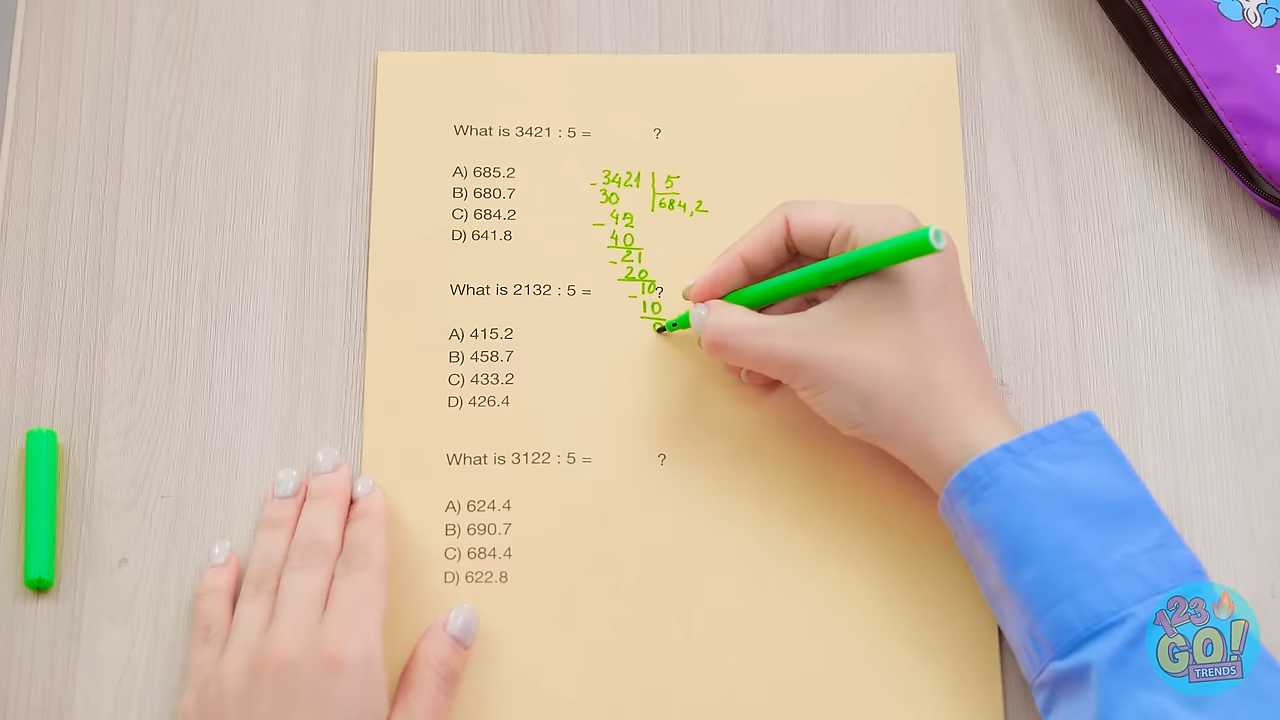 What is 3421 : 5 = ?
A) 685.2
B) 680.7
C) 684.2
D) 641.8
- 3421 5
30 684,2
- 45
40
- 21
20
10
- 10
0
What is 2132 : 5 = ?
A) 415.2
B) 458.7
C) 433.2
D) 426.4
What is 3122 : 5 = ?
A) 624.4
B) 690.7
C) 684.4
D) 622.8
123
GO!
TRENDS